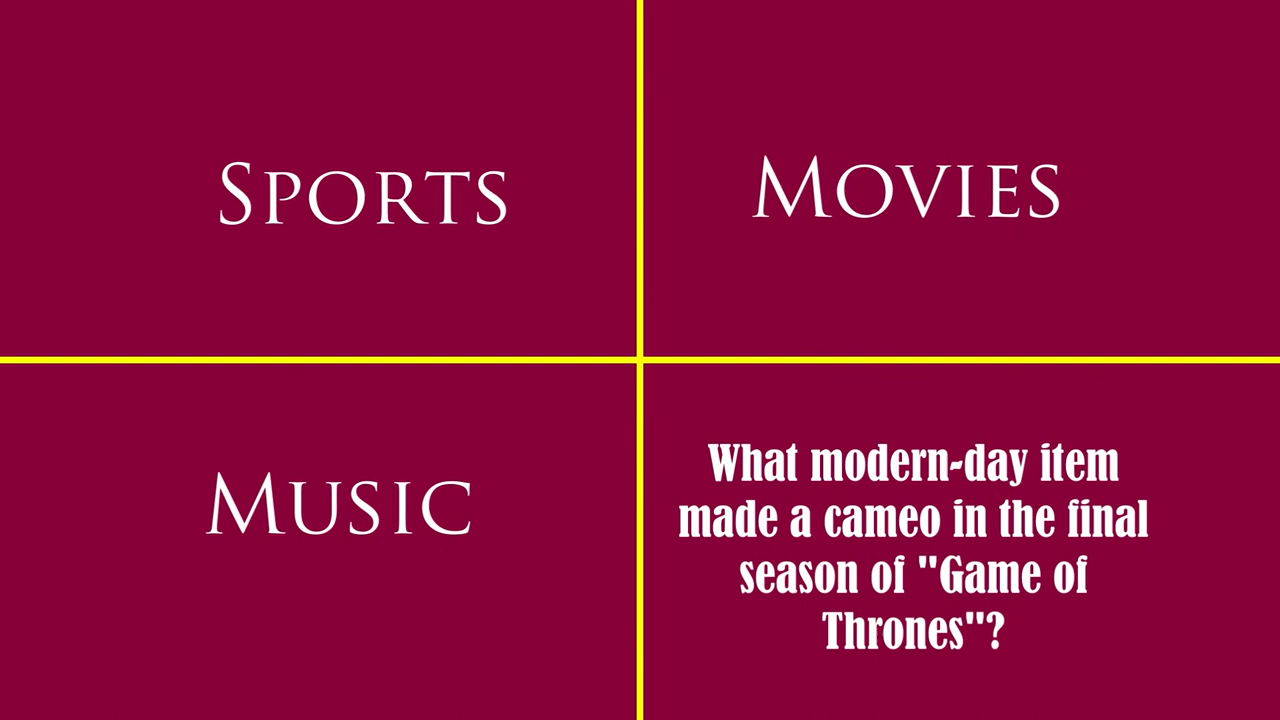 Sports
Movies
Music
What modern-day item
made a cameo in the final
season of "Game of
Thrones"?